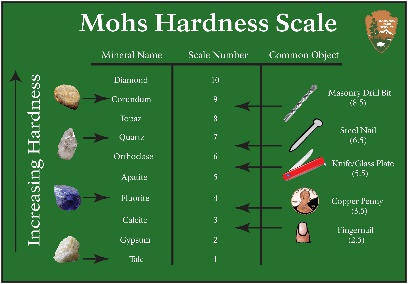 Mohs Hardness Scale
Increasing Hardness
Mineral Name
Scale Number
Common Object
Diamond 10
Corundum 9
Topaz 8
Quartz 7
Orthoclase 6
Apatite 5
Fluorite 4
Calcite 3
Gypsum 2
Talc 1
Masonry Drill Bit
(8.5)
Steel Nail
(6.5)
Knife/Glass Plate
(5.5)
Copper Penny
(3.5)
Fingernail
(2.5)